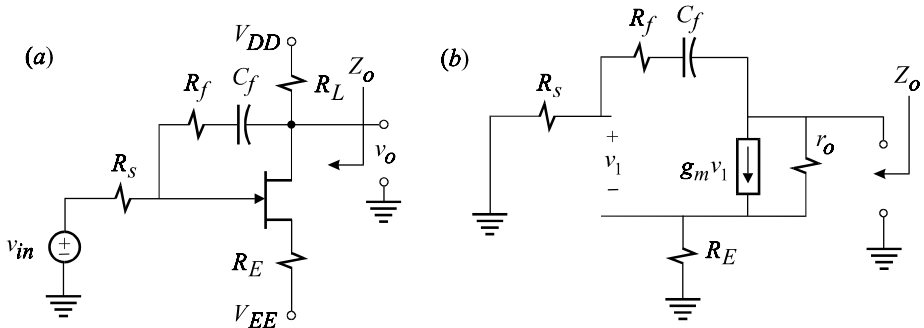 (a)
V_DD
R_f
C_f
R_L
Z_o
R_s
v_o
v_in
+
−
R_E
V_EE
(b)
R_f
C_f
R_s
Z_o
+
v_1
−
g_m v_1
r_o
R_E